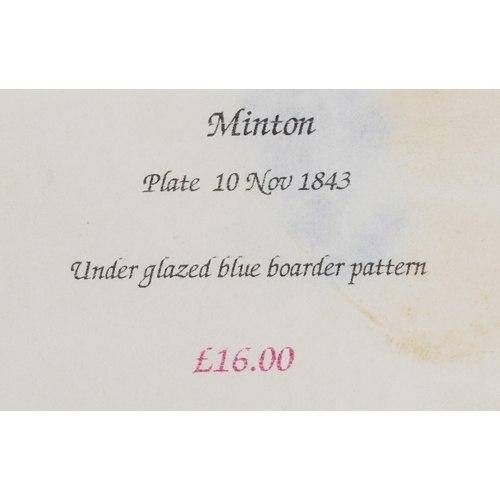 Minton
Plate 10 Nov 1843
Under glazed blue boarder pattern
£16.00